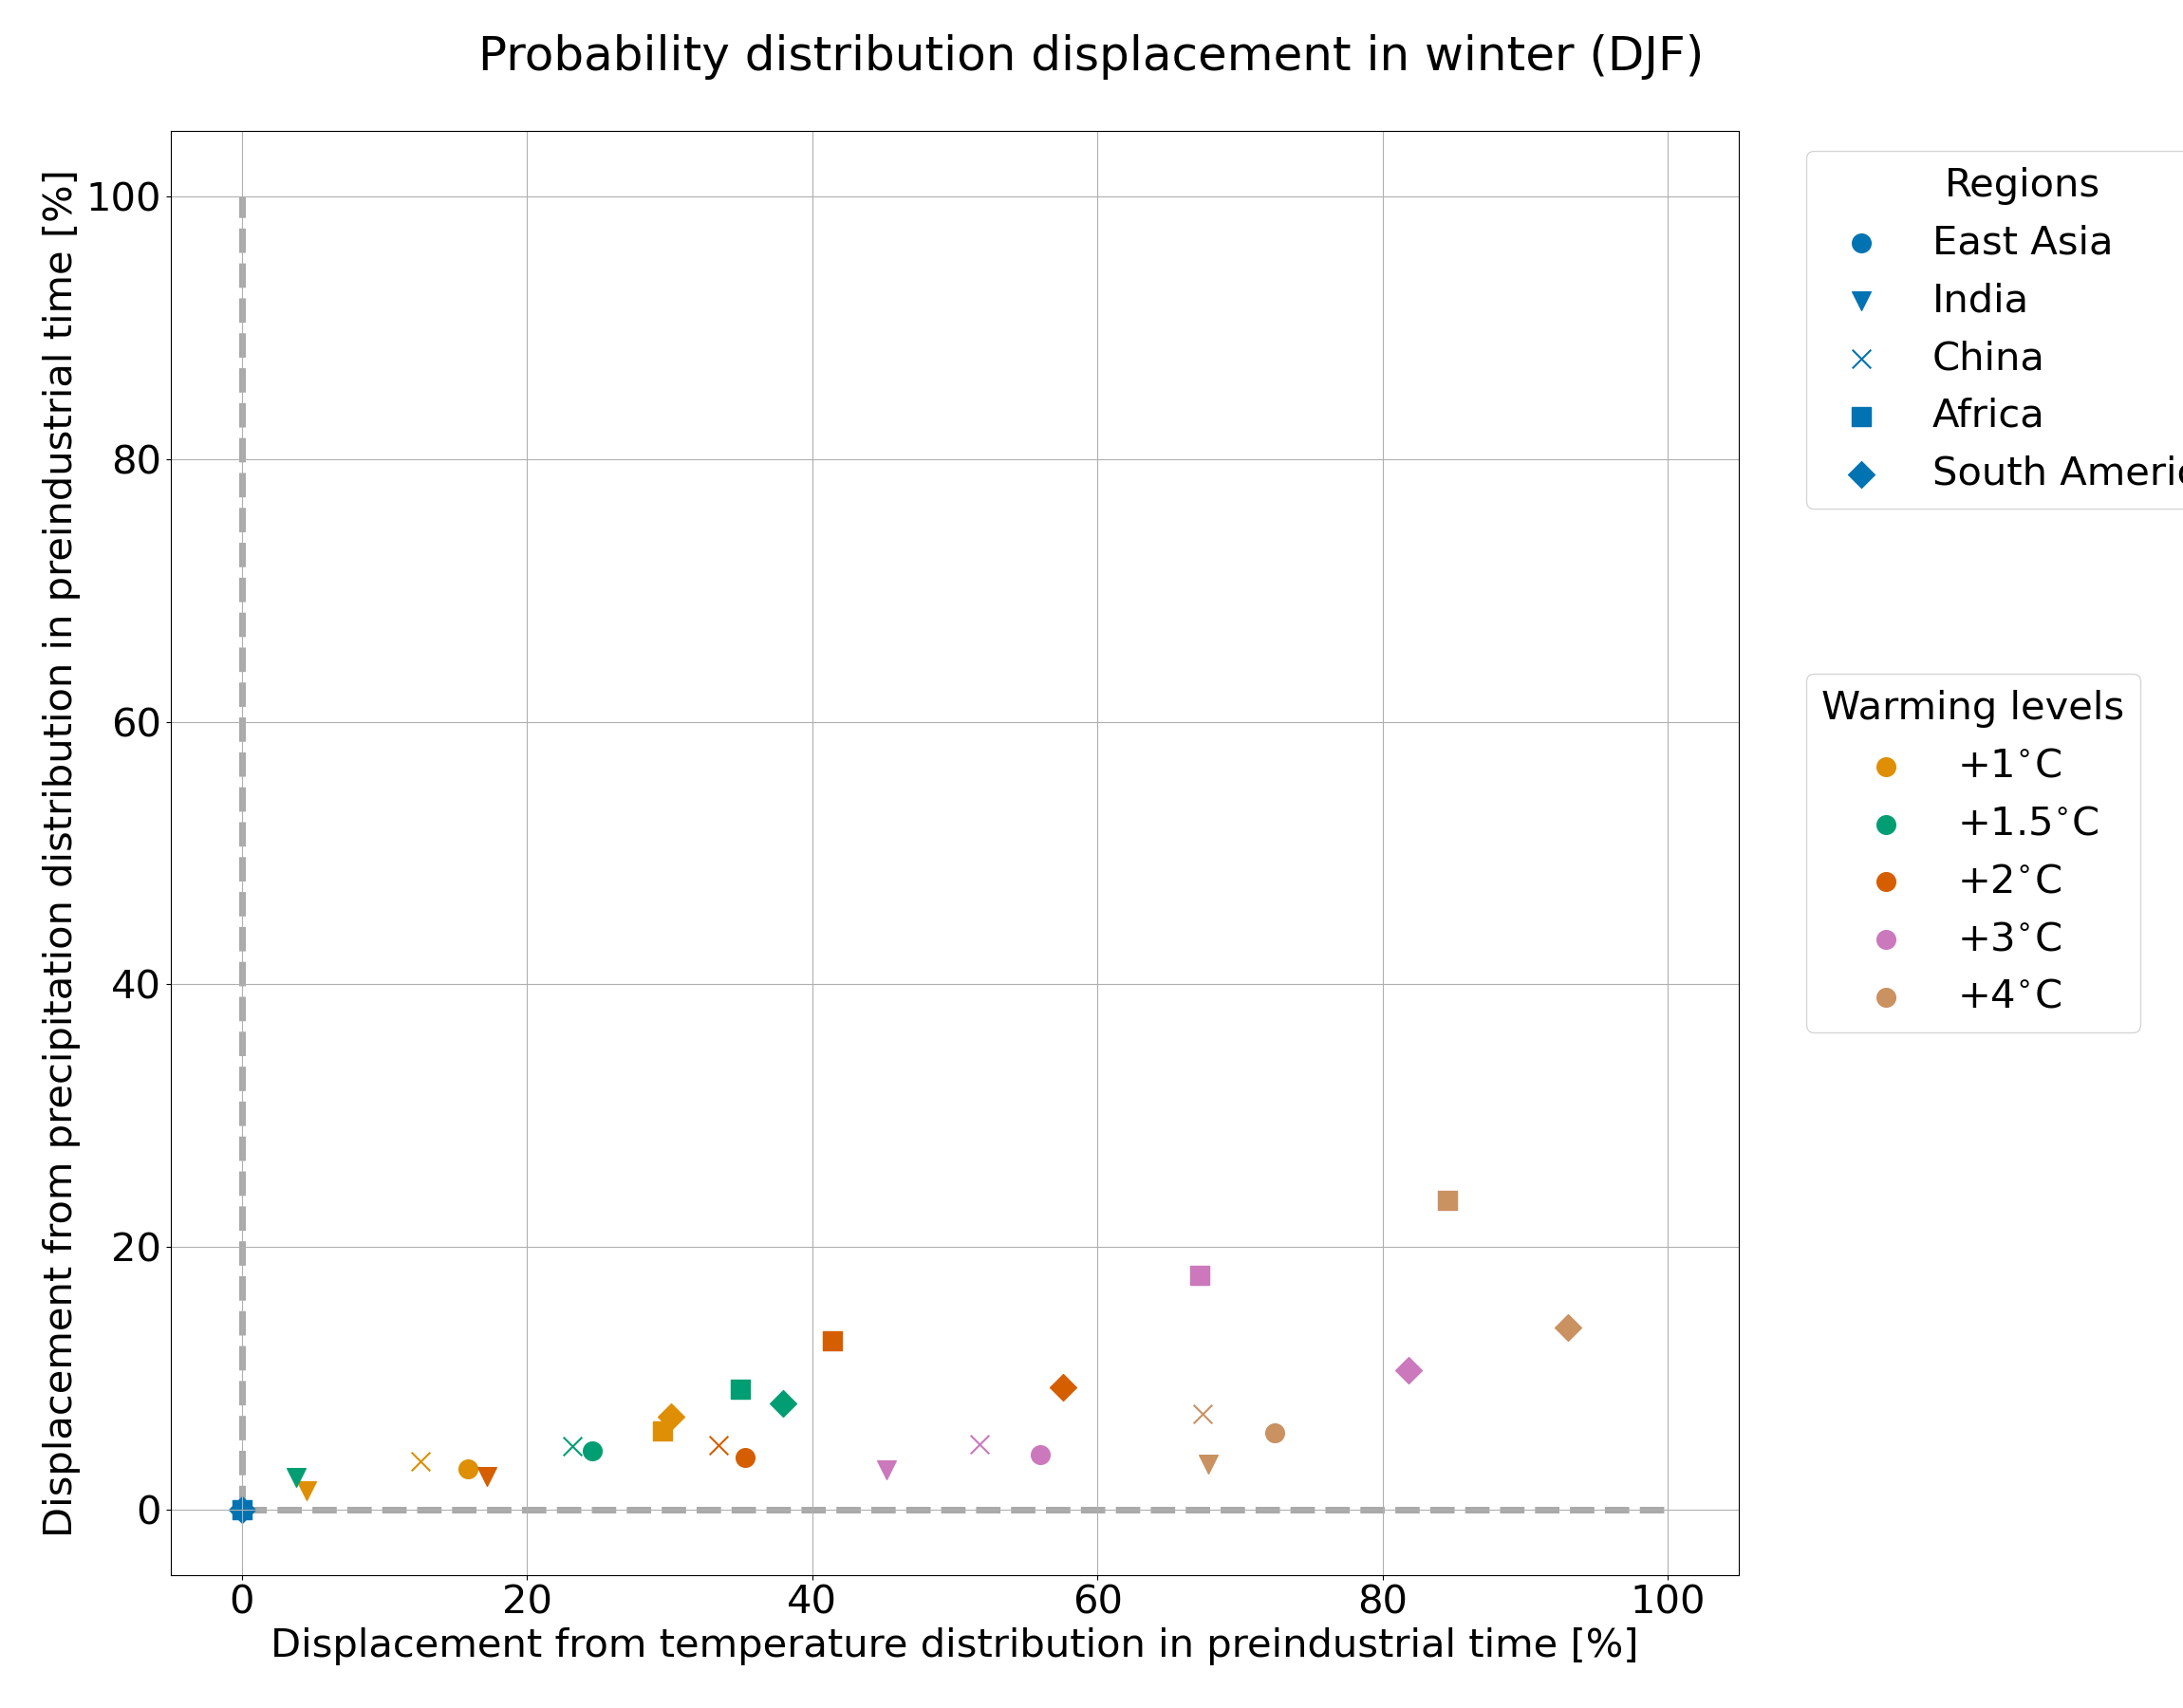 Probability distribution displacement in winter (DJF)
Displacement from precipitation distribution in preindustrial time [%]
100
80
60
40
20
0
0 20 40 60 80 100
Displacement from temperature distribution in preindustrial time [%]
Regions
East Asia
India
China
Africa
South
Warming levels
+1°C
+1.5°C
+2°C
+3°C
+4°C